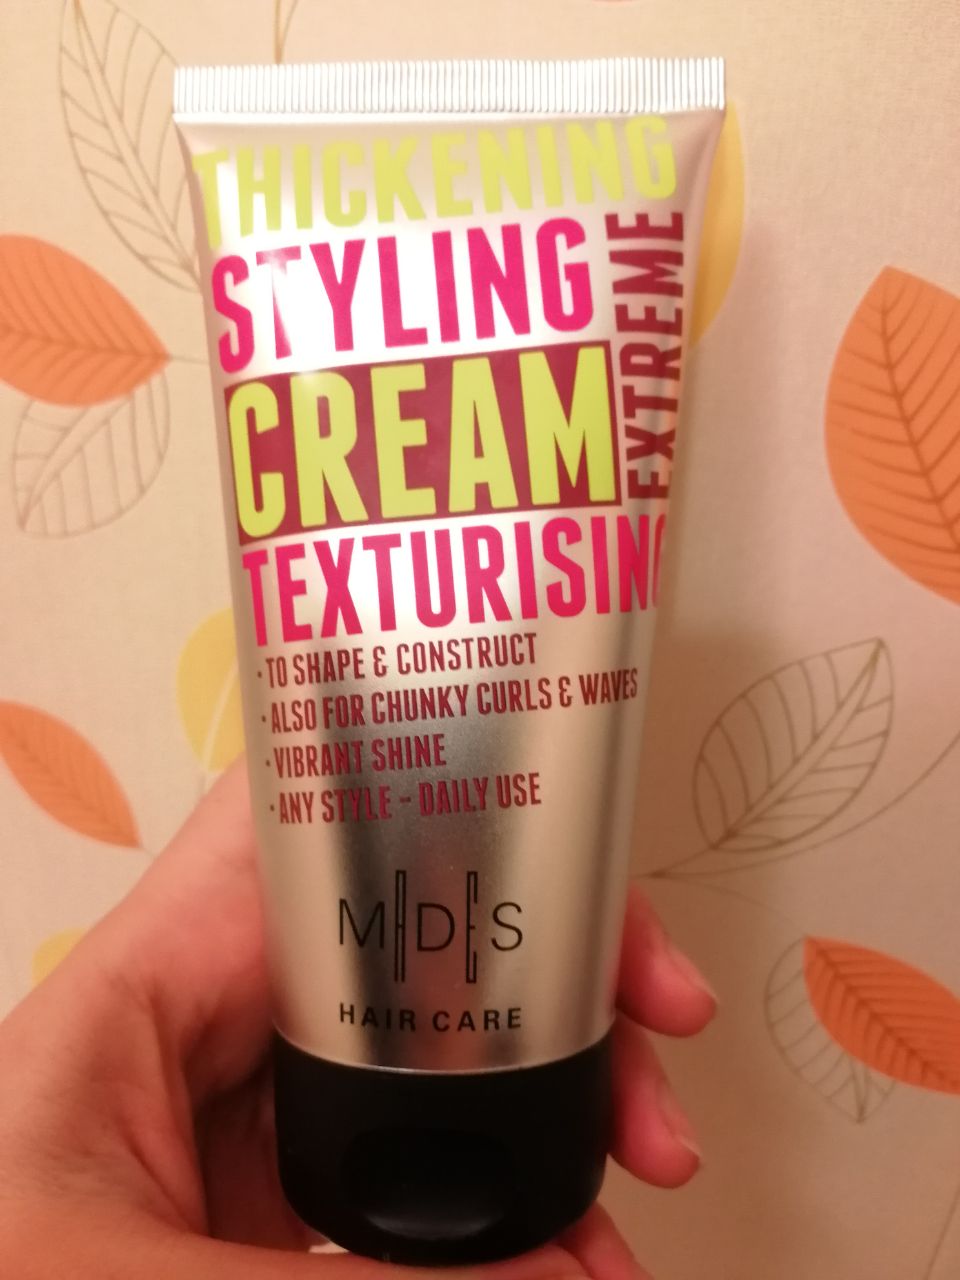 THICKENING
STYLING
EXTREME
CREAM
TEXTURISING
· TO SHAPE & CONSTRUCT
· ALSO FOR CHUNKY CURLS & WAVES
· VIBRANT SHINE
· ANY STYLE - DAILY USE
M|D|S
HAIR CARE